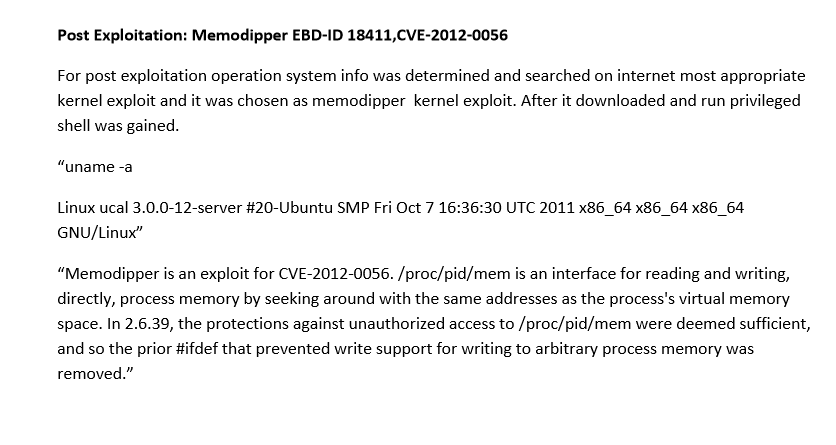 Post Exploitation: Memodipper EBD-ID 18411,CVE-2012-0056
For post exploitation operation system info was determined and searched on internet most appropriate
kernel exploit and it was chosen as memodipper  kernel exploit. After it downloaded and run privileged
shell was gained.
“uname -a
Linux ucal 3.0.0-12-server #20-Ubuntu SMP Fri Oct 7 16:36:30 UTC 2011 x86_64 x86_64 x86_64
GNU/Linux”
“Memodipper is an exploit for CVE-2012-0056. /proc/pid/mem is an interface for reading and writing,
directly, process memory by seeking around with the same addresses as the process's virtual memory
space. In 2.6.39, the protections against unauthorized access to /proc/pid/mem were deemed sufficient,
and so the prior #ifdef that prevented write support for writing to arbitrary process memory was
removed.”